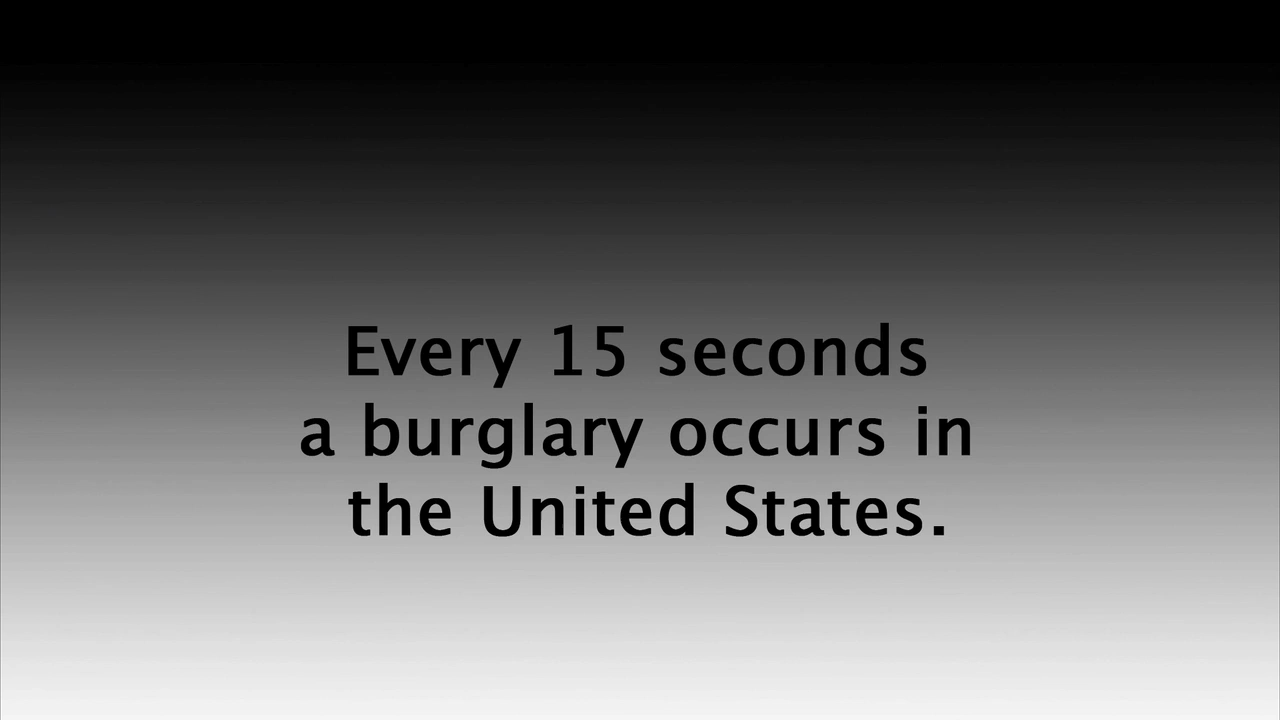 Every 15 seconds
a burglary occurs in
the United States.